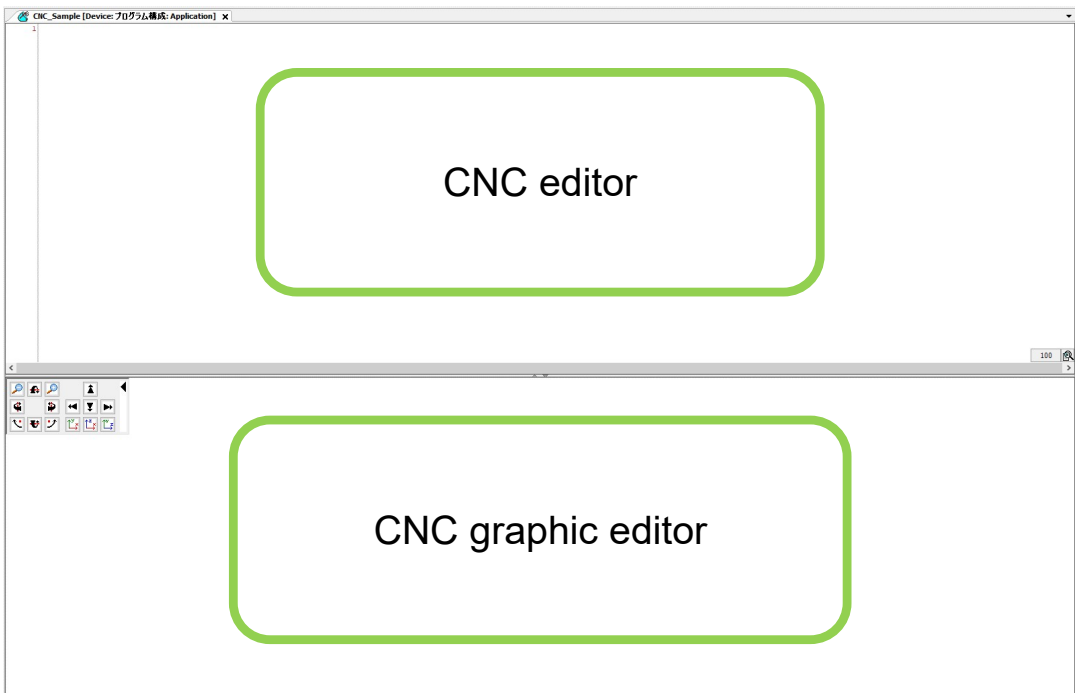 CNC_Sample [Device: プログラム構成: Application] x
1
CNC editor
100
CNC graphic editor